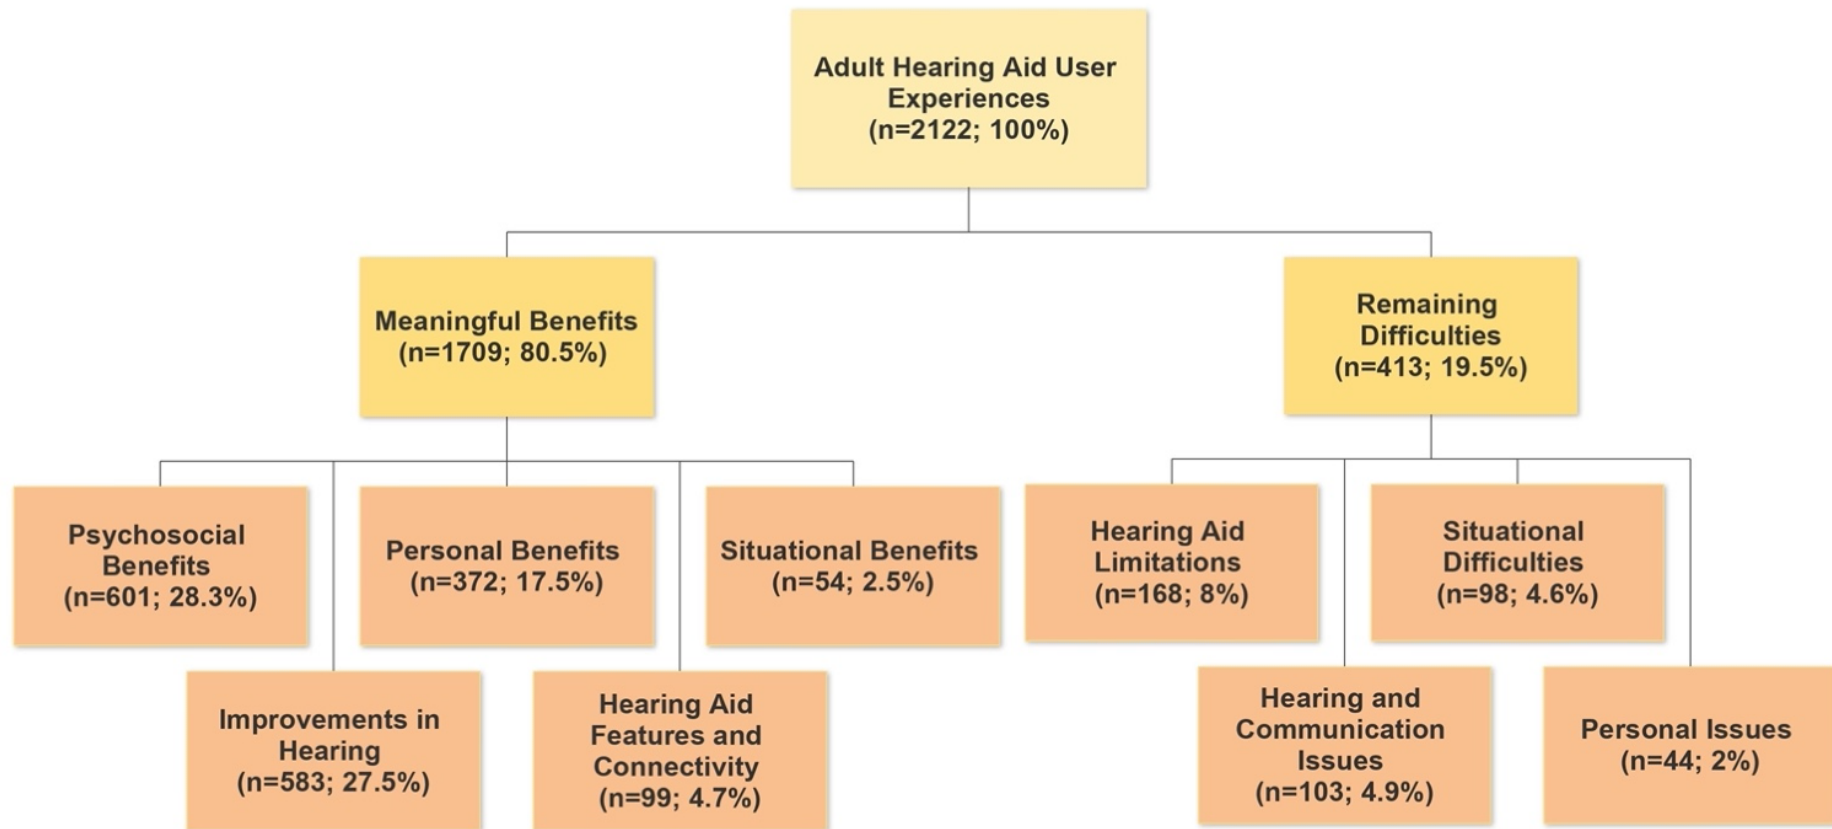 Adult Hearing Aid User
Experiences
(n=2122; 100%)
Meaningful Benefits
(n=1709; 80.5%)
Remaining
Difficulties
(n=413; 19.5%)
Psychosocial
Benefits
(n=601; 28.3%)
Personal Benefits
(n=372; 17.5%)
Situational Benefits
(n=54; 2.5%)
Hearing Aid
Limitations
(n=168; 8%)
Situational
Difficulties
(n=98; 4.6%)
Improvements in
Hearing
(n=583; 27.5%)
Hearing Aid
Features and
Connectivity
(n=99; 4.7%)
Hearing and
Communication
Issues
(n=103; 4.9%)
Personal Issues
(n=44; 2%)